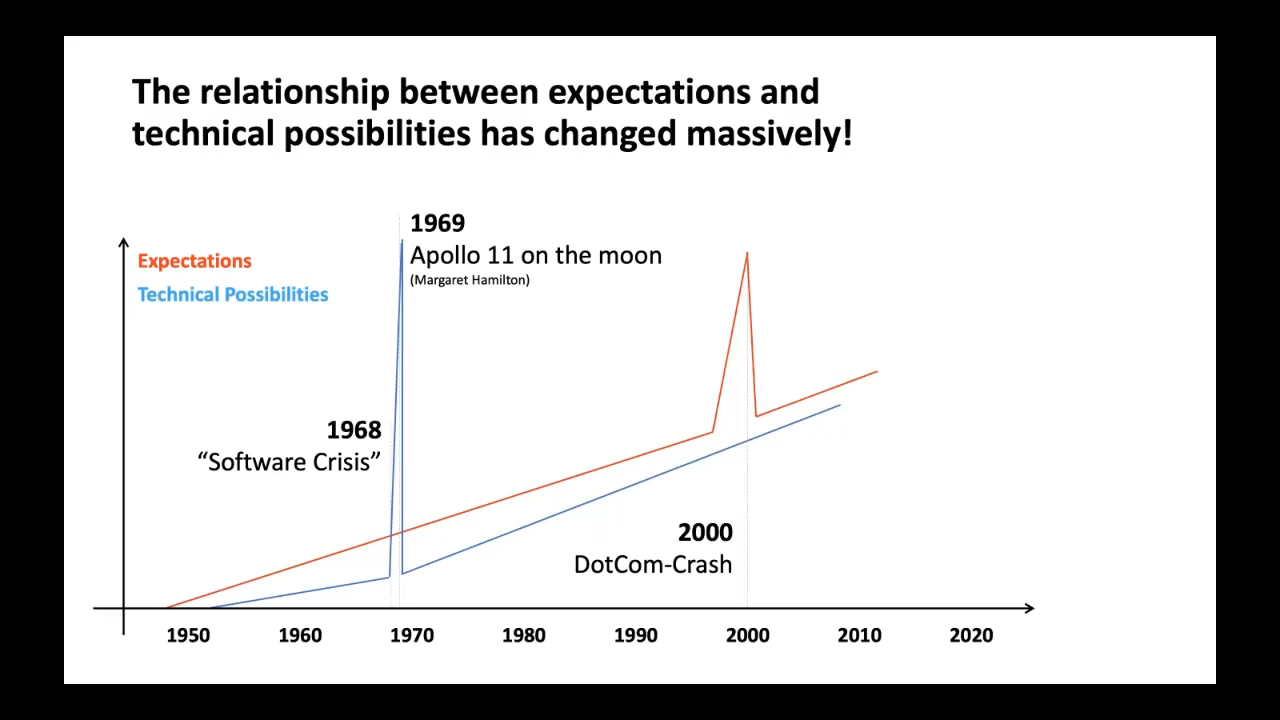 The relationship between expectations and
technical possibilities has changed massively!
1969
Apollo 11 on the moon
(Margaret Hamilton)
Expectations
Technical Possibilities
1968
“Software Crisis”
2000
DotCom-Crash
1950 1960 1970 1980 1990 2000 2010 2020